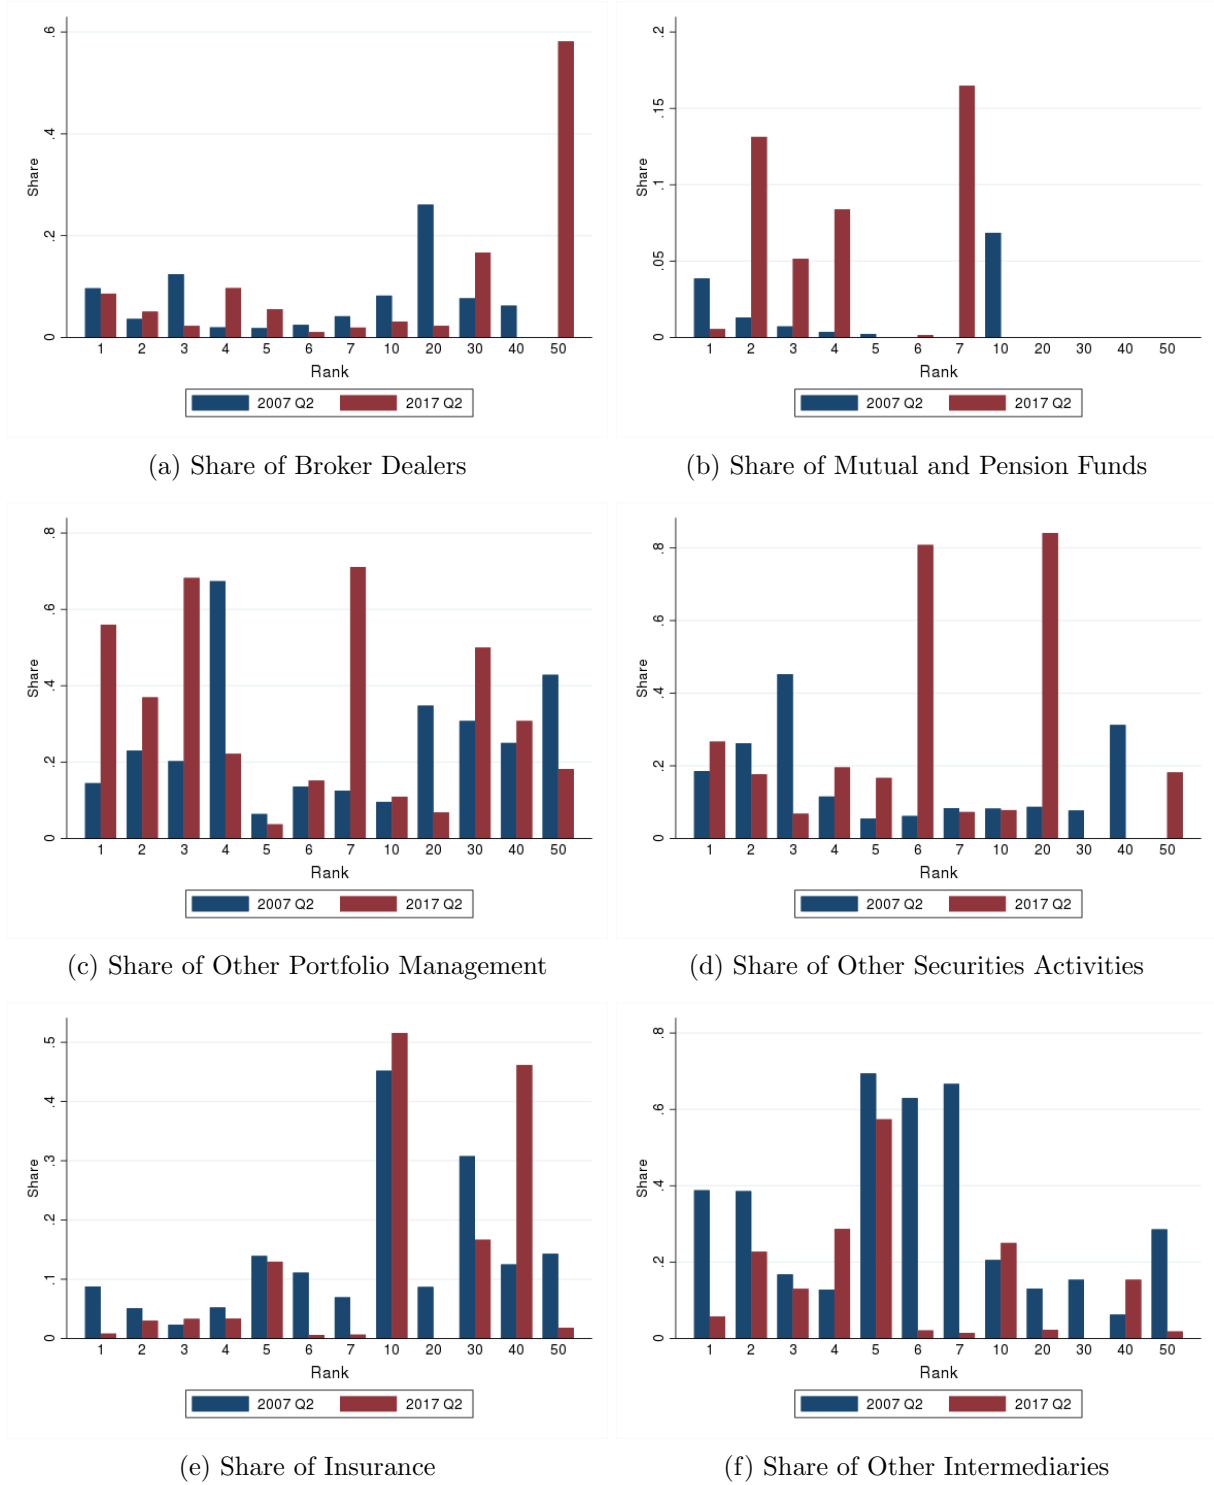 .6
.4
.2
0
Share
1 2 3 4 5 6 7 10 20 30 40 50
Rank
2007 Q2 2017 Q2
(a) Share of Broker Dealers
.2
.15
.1
.05
0
Share
1 2 3 4 5 6 7 10 20 30 40 50
Rank
2007 Q2 2017 Q2
(b) Share of Mutual and Pension Funds
.8
.6
.4
.2
0
Share
1 2 3 4 5 6 7 10 20 30 40 50
Rank
2007 Q2 2017 Q2
(c) Share of Other Portfolio Management
.8
.6
.4
.2
0
Share
1 2 3 4 5 6 7 10 20 30 40 50
Rank
2007 Q2 2017 Q2
(d) Share of Other Securities Activities
.5
.4
.3
.2
.1
0
Share
1 2 3 4 5 6 7 10 20 30 40 50
Rank
2007 Q2 2017 Q2
(e) Share of Insurance
.8
.6
.4
.2
0
Share
1 2 3 4 5 6 7 10 20 30 40 50
Rank
2007 Q2 2017 Q2
(f) Share of Other Intermediaries